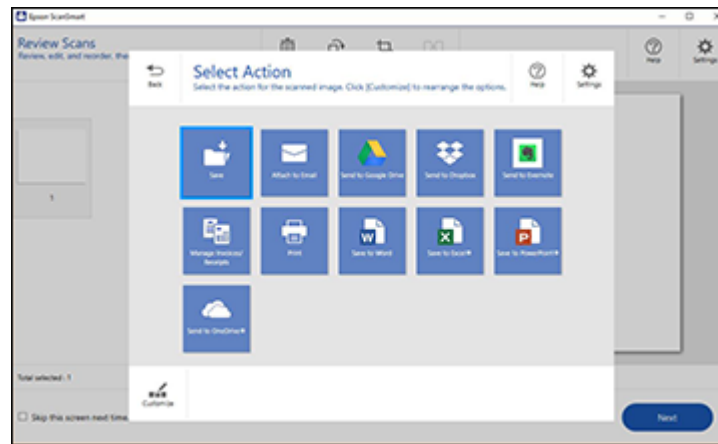 Epson ScanSmart
Review Scans
Review, edit, and reorder, the
Help
Settings
Back
Select Action
Select the action for the scanned image. Click [Customize] to rearrange the options.
Help
Settings
Save
Attach to Email
Send to Google Drive
Send to Dropbox
Send to Evernote
1
Manage Invoices/
Receipts
Print
Save to Word
Save to Excel®
Save to PowerPoint®
Send to OneDrive®
Total selected : 1
Customize
Skip this screen next time.
Next